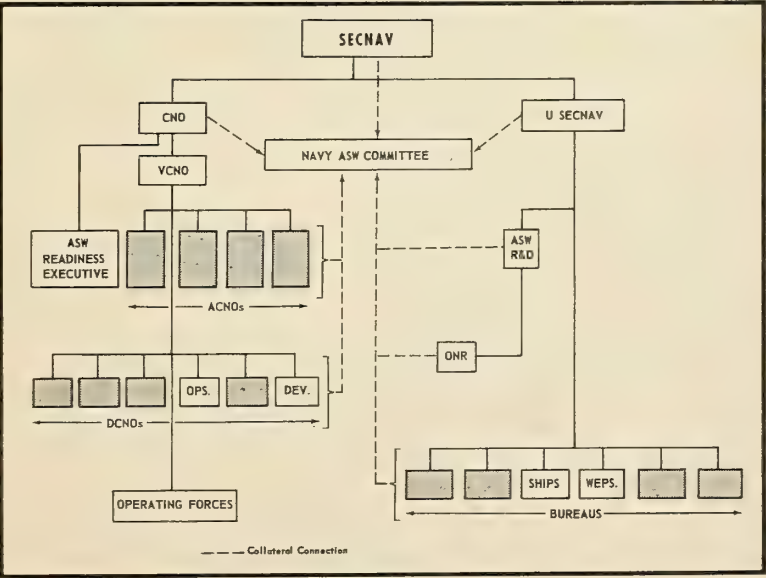 SECNAV
CNO
U SECNAV
NAVY ASW COMMITTEE
VCNO
ASW
READINESS
EXECUTIVE
ASW
R&D
ACNOs
ONR
OPS.
DEV.
DCNOs
SHIPS
WEPS.
OPERATING FORCES
BUREAUS
Collateral Connection